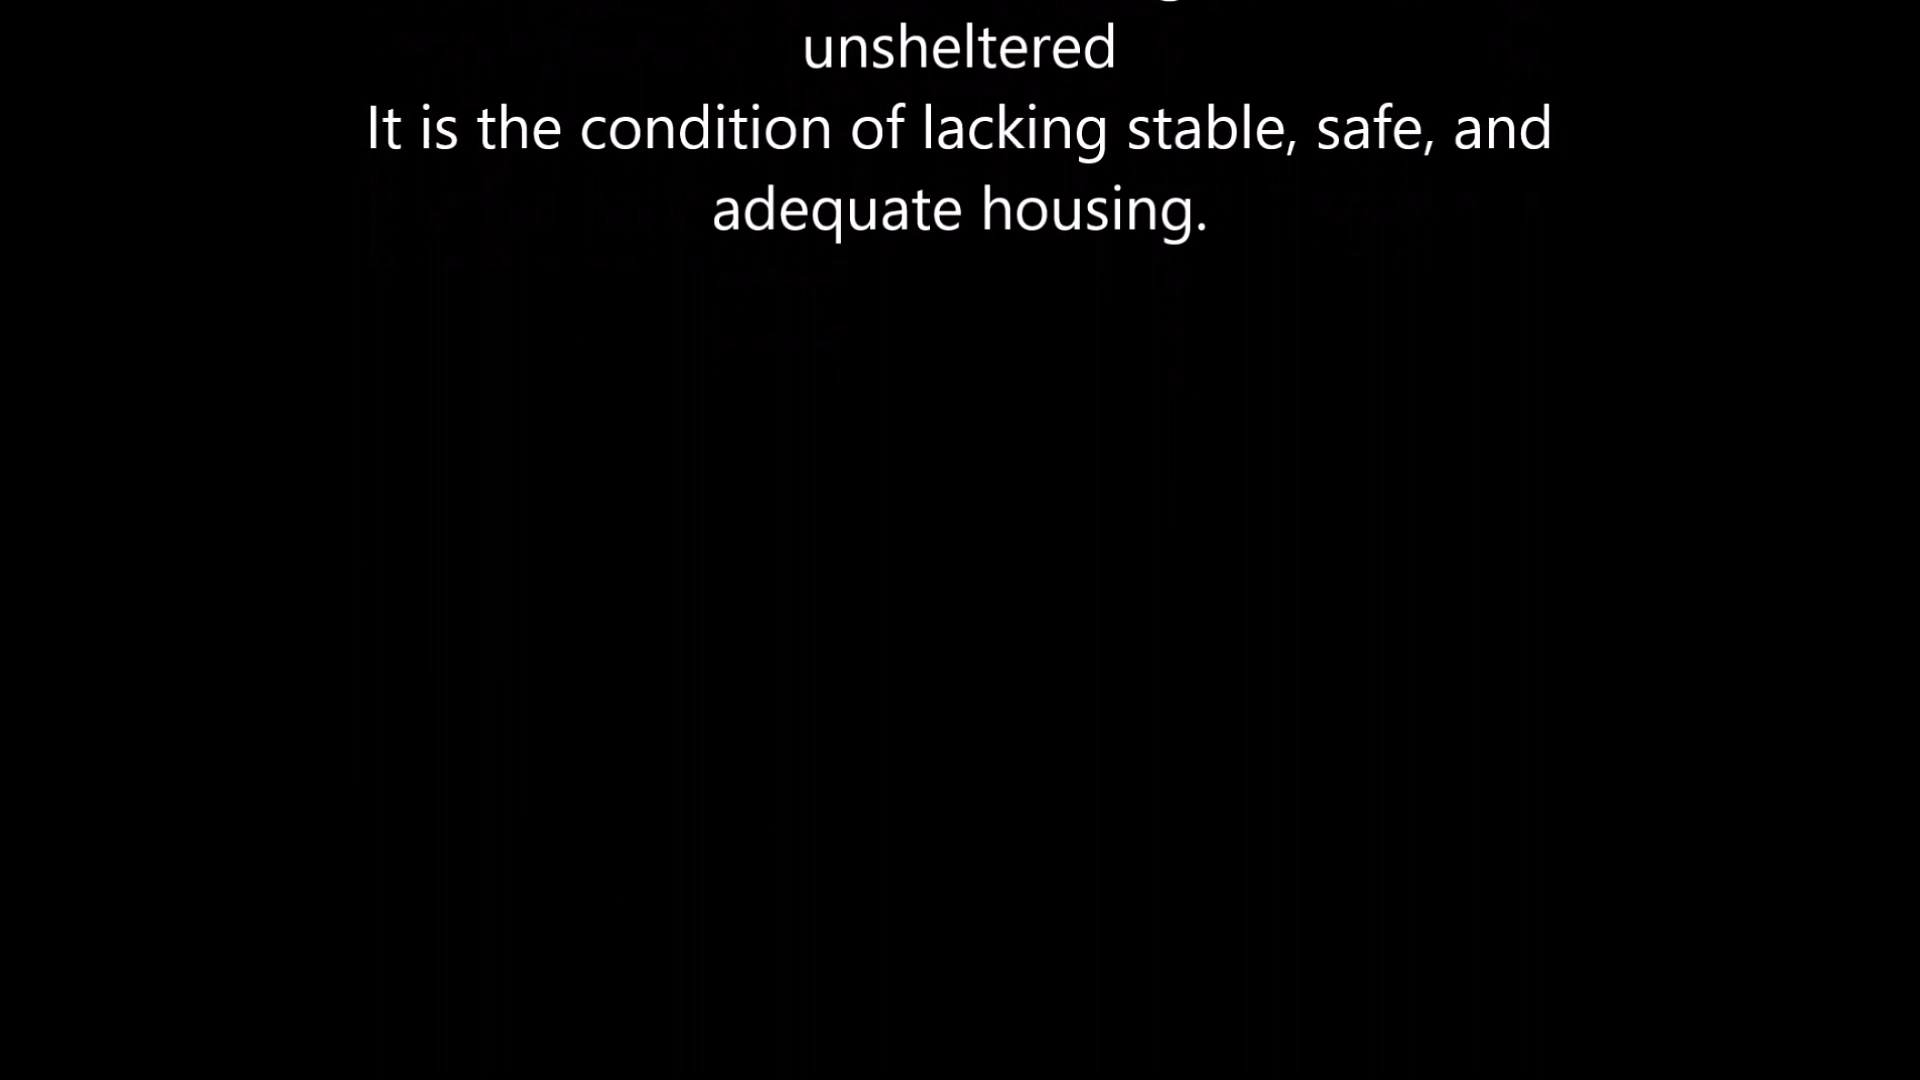 unsheltered
It is the condition of lacking stable, safe, and
adequate housing.